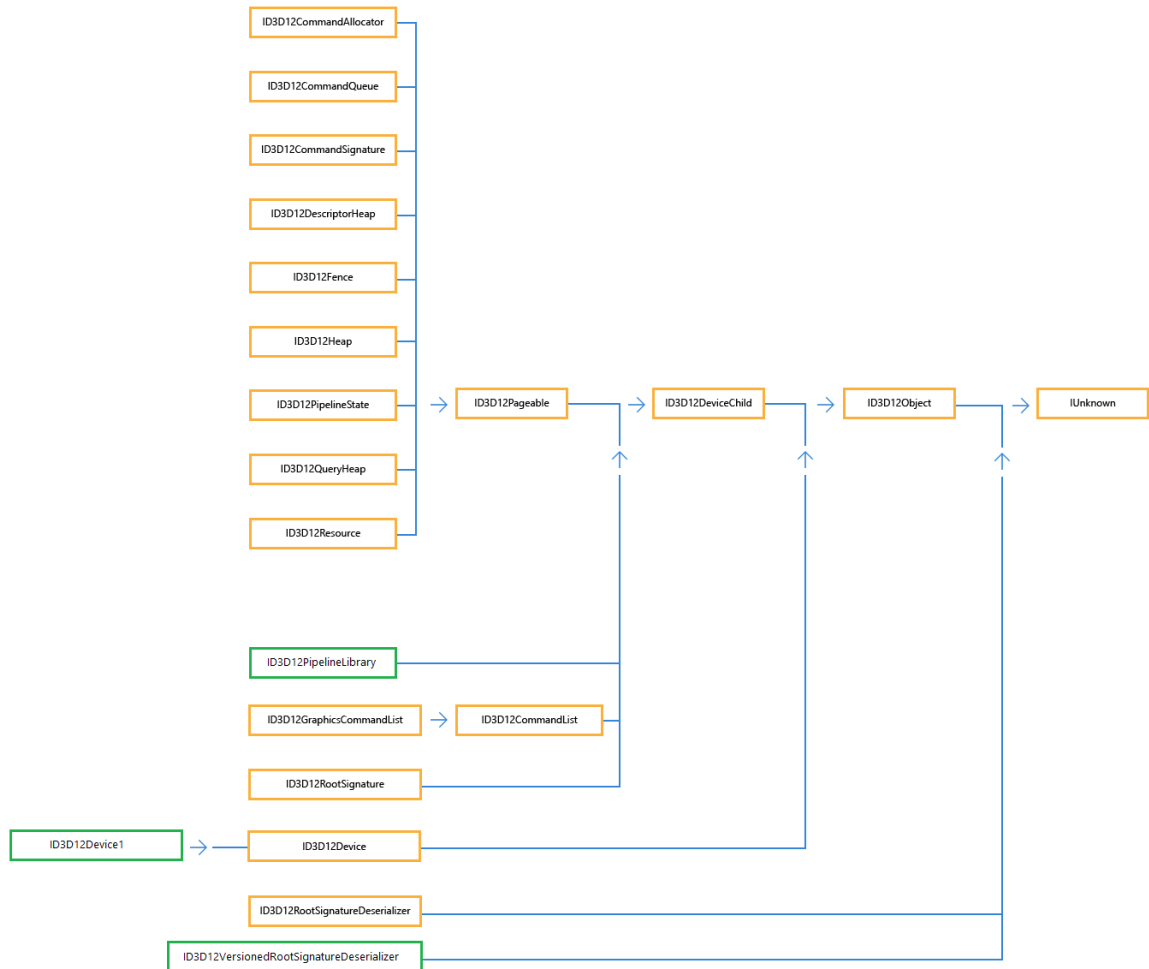 ID3D12CommandAllocator
ID3D12CommandQueue
ID3D12CommandSignature
ID3D12DescriptorHeap
ID3D12Fence
ID3D12Heap
ID3D12PipelineState
ID3D12Pageable
ID3D12DeviceChild
ID3D12Object
IUnknown
ID3D12QueryHeap
ID3D12Resource
ID3D12PipelineLibrary
ID3D12GraphicsCommandList
ID3D12CommandList
ID3D12RootSignature
ID3D12Device1
ID3D12Device
ID3D12RootSignatureDeserializer
ID3D12VersionedRootSignatureDeserializer